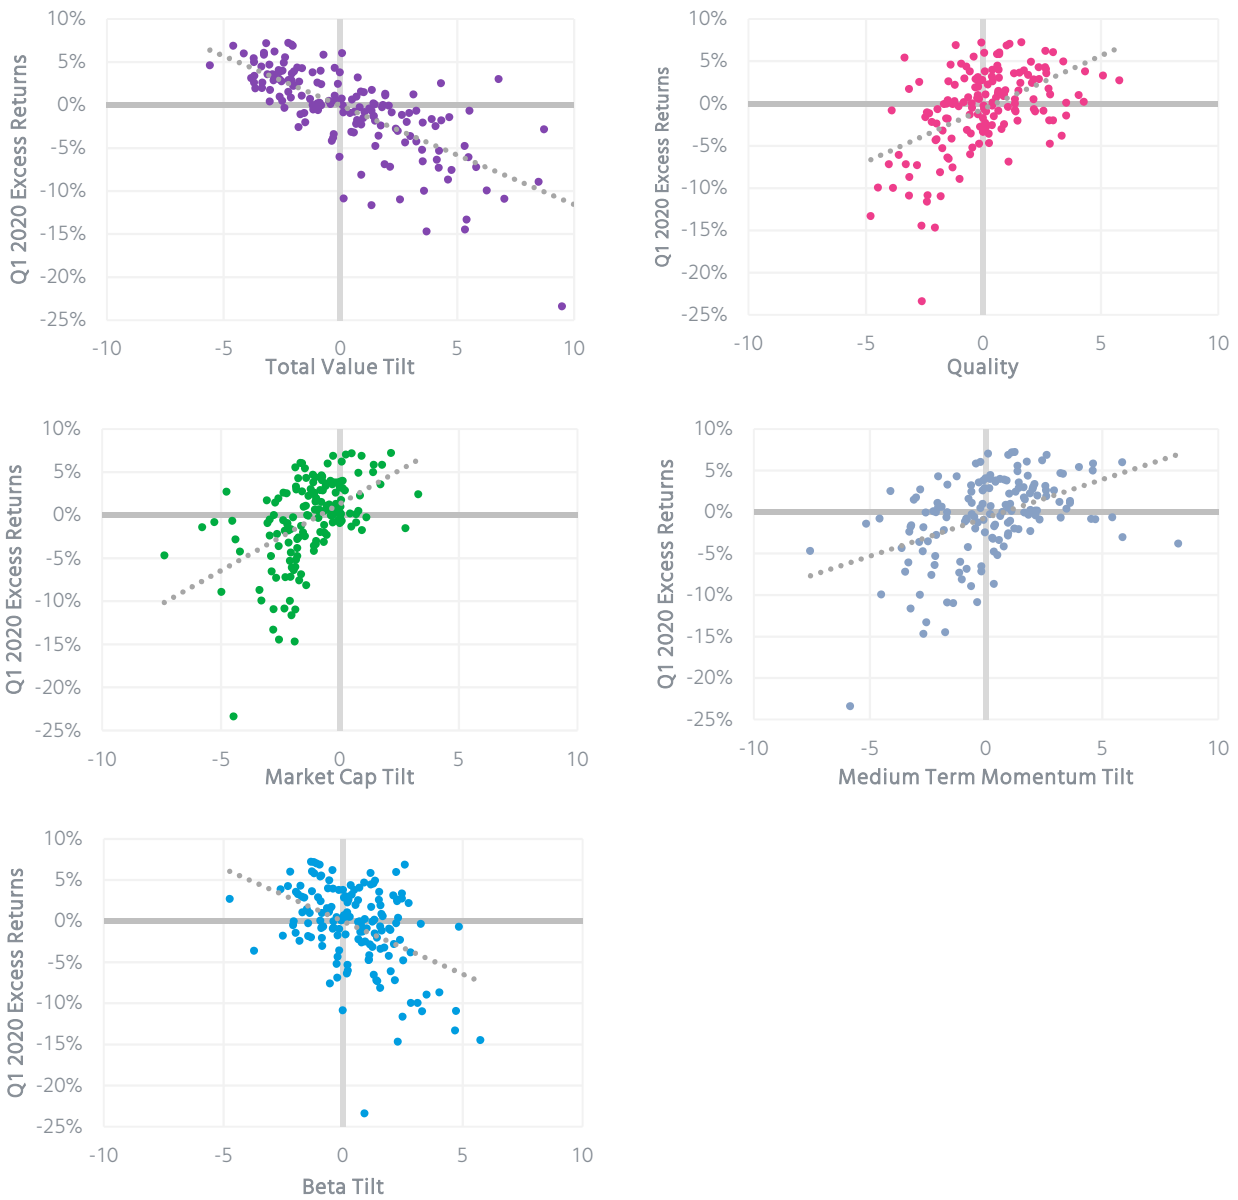 10%
5%
0%
-5%
-10%
-15%
-20%
-25%
Q1 2020 Excess Returns
-10 -5 0 5 10
Total Value Tilt
10%
5%
0%
-5%
-10%
-15%
-20%
-25%
Q1 2020 Excess Returns
-10 -5 0 5 10
Quality
10%
5%
0%
-5%
-10%
-15%
-20%
-25%
Q1 2020 Excess Returns
-10 -5 0 5 10
Market Cap Tilt
10%
5%
0%
-5%
-10%
-15%
-20%
-25%
Q1 2020 Excess Returns
-10 -5 0 5 10
Medium Term Momentum Tilt
10%
5%
0%
-5%
-10%
-15%
-20%
-25%
Q1 2020 Excess Returns
-10 -5 0 5 10
Beta Tilt